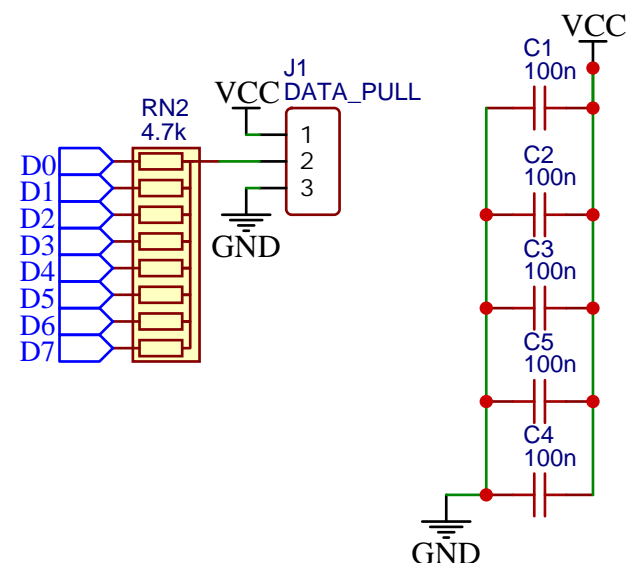 RN2
4.7k
D0
D1
D2
D3
D4
D5
D6
D7
J1
DATA_PULL
VCC
1
2
3
GND
VCC
C1
100n
C2
100n
C3
100n
C5
100n
C4
100n
GND